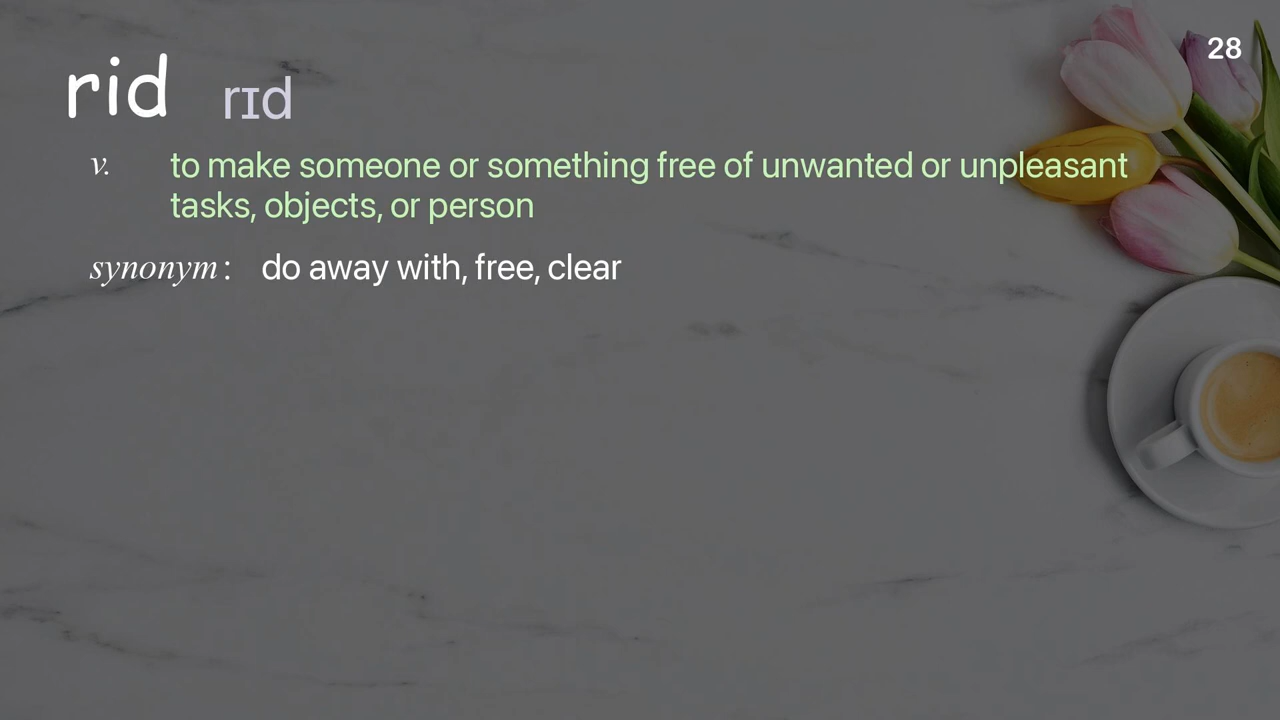 28
rid rɪd
v. to make someone or something free of unwanted or unpleasant
tasks, objects, or person
synonym: do away with, free, clear